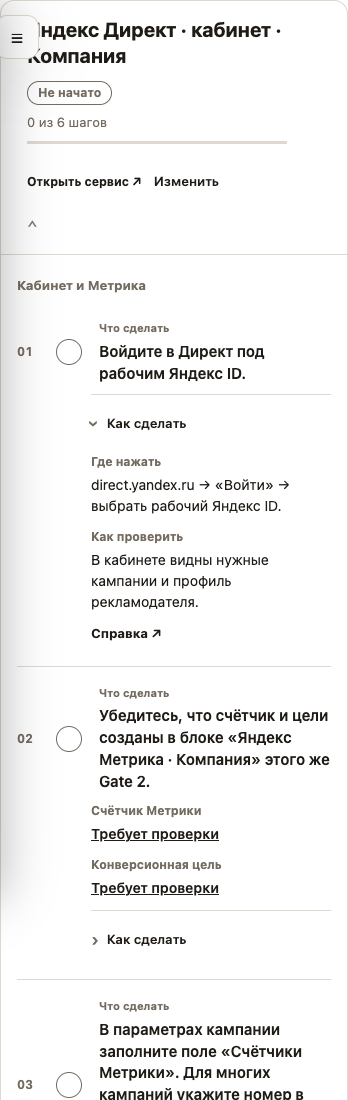 Яндекс Директ · кабинет ·
Компания
Не начато
0 из 6 шагов
Открыть сервис ↗ Изменить
Кабинет и Метрика
Что сделать
01
Войдите в Директ под
рабочим Яндекс ID.
Как сделать
Где нажать
direct.yandex.ru → «Войти» →
выбрать рабочий Яндекс ID.
Как проверить
В кабинете видны нужные
кампании и профиль
рекламодателя.
Справка ↗
Что сделать
02
Убедитесь, что счётчик и цели
созданы в блоке «Яндекс
Метрика · Компания» этого же
Gate 2.
Счётчик Метрики
Требует проверки
Конверсионная цель
Требует проверки
Как сделать
Что сделать
03
В параметрах кампании
заполните поле «Счётчики
Метрики». Для многих
кампаний укажите номер в